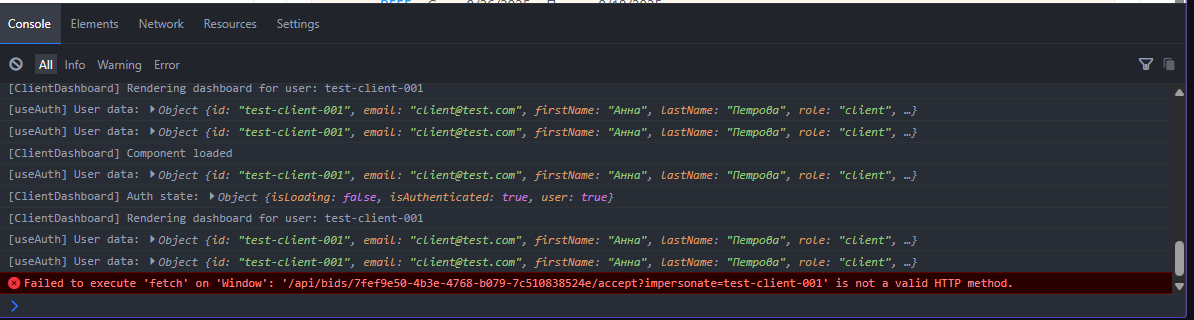 Console Elements Network Resources Settings
All Info Warning Error
[ClientDashboard] Rendering dashboard for user: test-client-001
[useAuth] User data: Object {id: "test-client-001", email: "client@test.com", firstName: "Анна", lastName: "Петрова", role: "client", …}
[useAuth] User data: Object {id: "test-client-001", email: "client@test.com", firstName: "Анна", lastName: "Петрова", role: "client", …}
[ClientDashboard] Component loaded
[useAuth] User data: Object {id: "test-client-001", email: "client@test.com", firstName: "Анна", lastName: "Петрова", role: "client", …}
[ClientDashboard] Auth state: Object {isLoading: false, isAuthenticated: true, user: true}
[ClientDashboard] Rendering dashboard for user: test-client-001
[useAuth] User data: Object {id: "test-client-001", email: "client@test.com", firstName: "Анна", lastName: "Петрова", role: "client", …}
[useAuth] User data: Object {id: "test-client-001", email: "client@test.com", firstName: "Анна", lastName: "Петрова", role: "client", …}
Failed to execute 'fetch' on 'Window': '/api/bids/7fef9e50-4b3e-4768-b079-7c510838524e/accept?impersonate=test-client-001' is not a valid HTTP method.